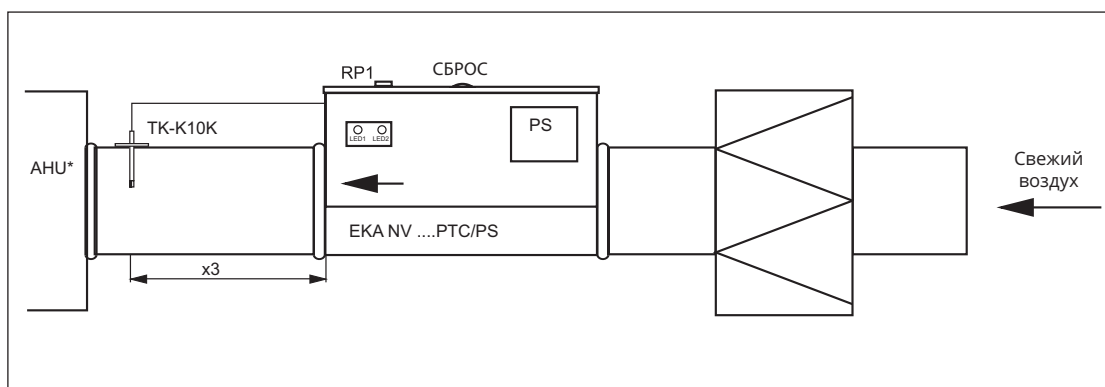 RP1
СБРОС
TK-K10K
LED1 LED2
PS
AHU*
Свежий
воздух
EKA NV ....PTC/PS
x3